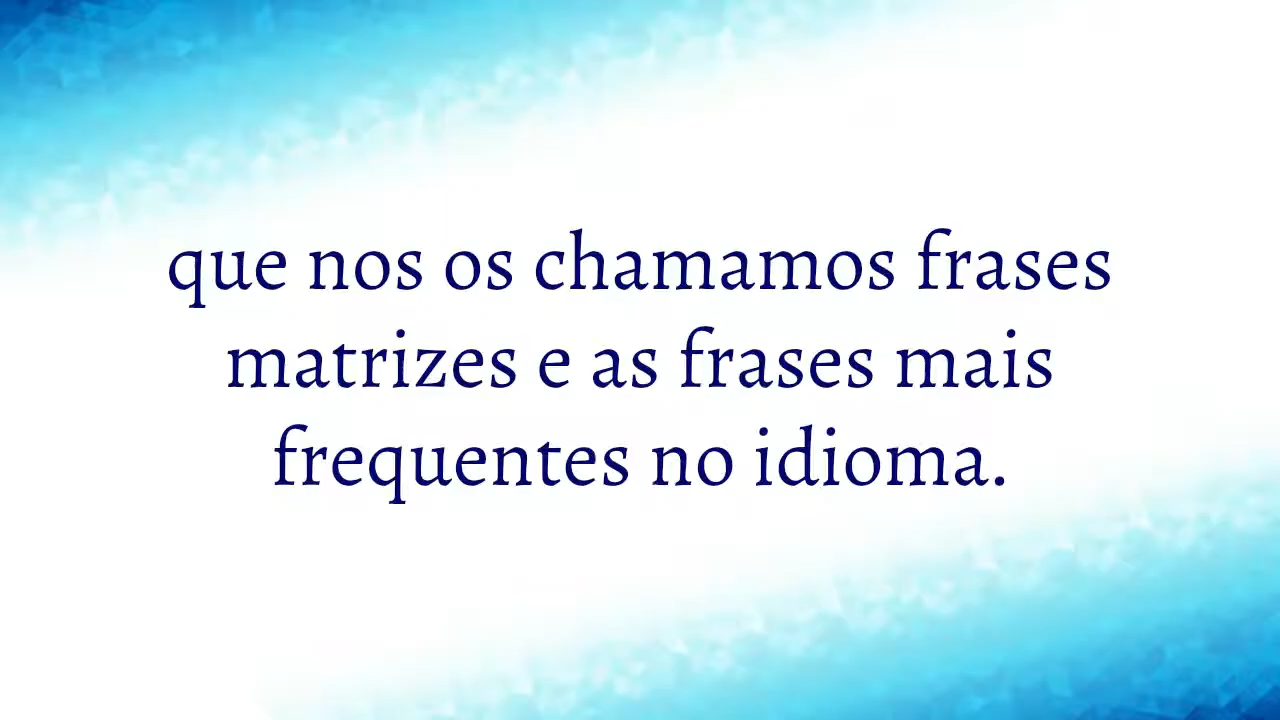 que nos os chamamos frases
matrizes e as frases mais
frequentes no idioma.